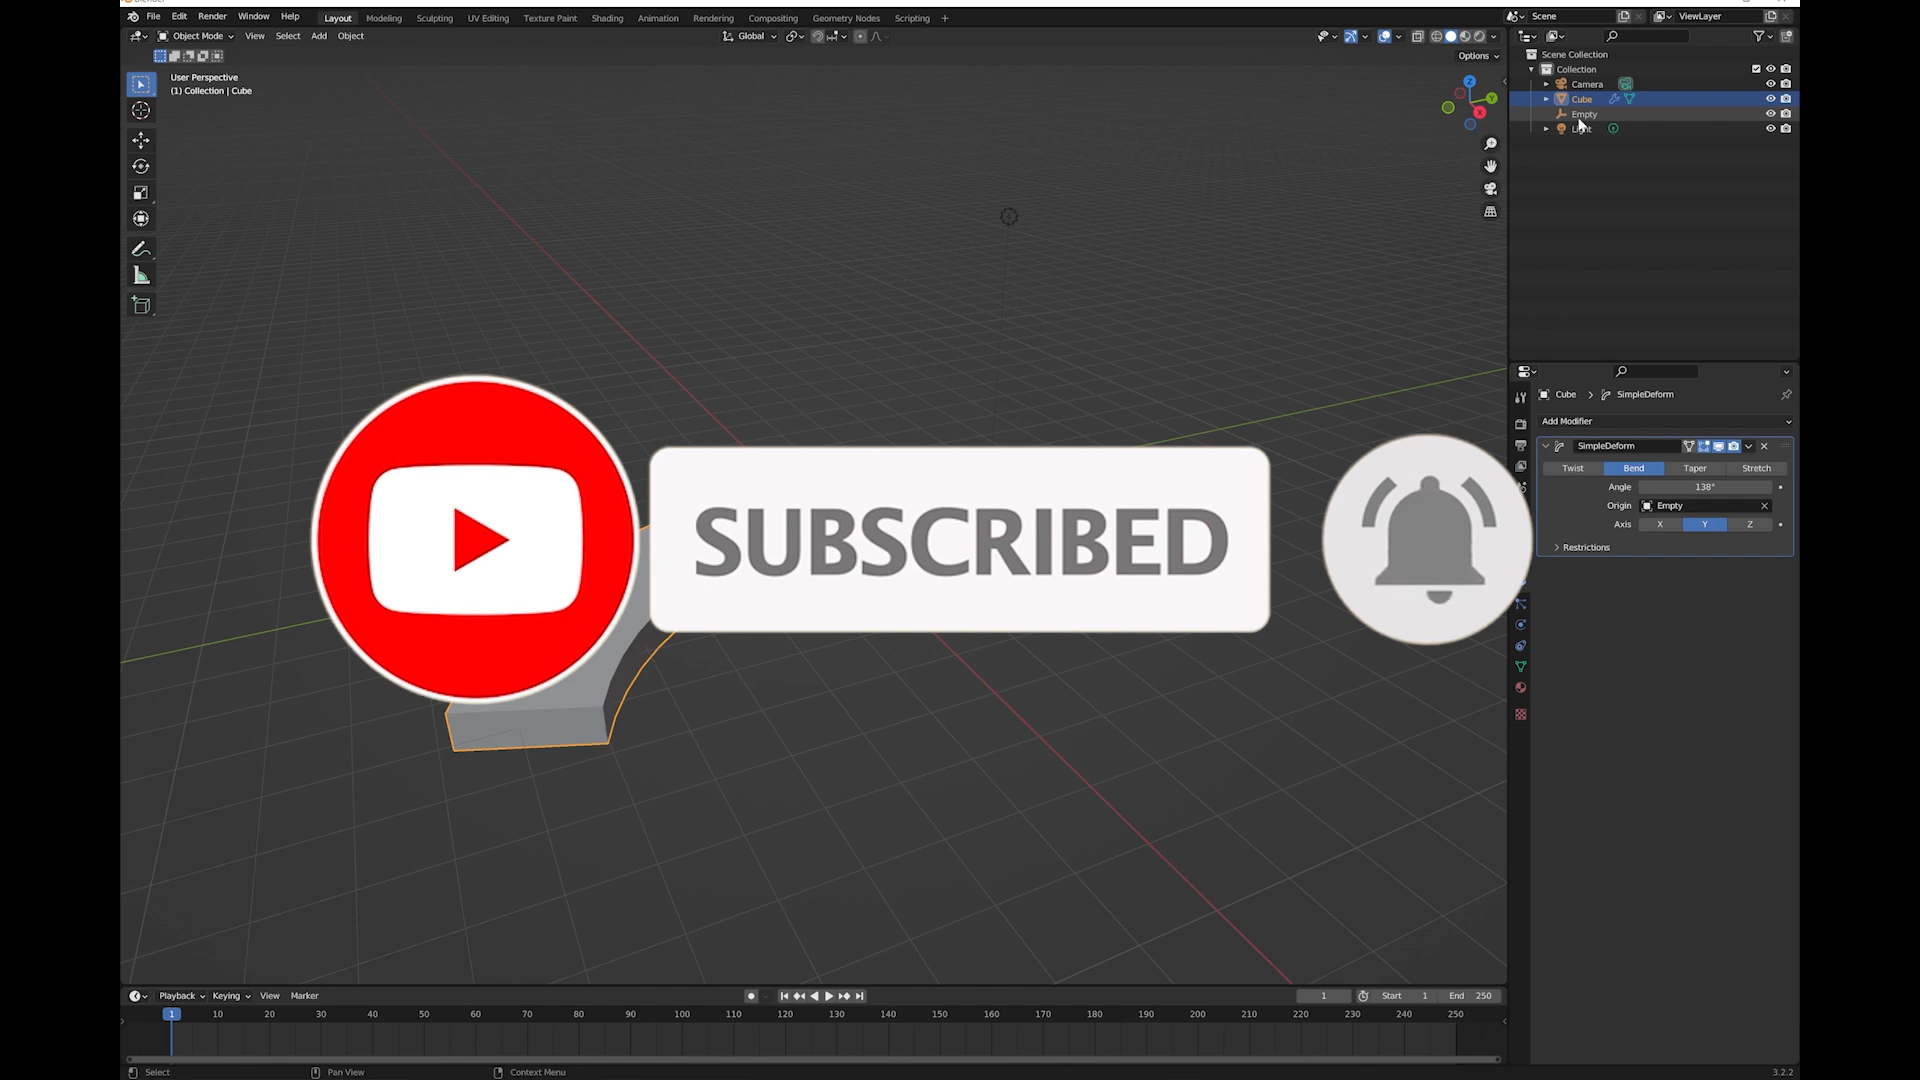 File Edit Render Window Help Layout Modeling Sculpting UV Editing Texture Paint Shading Animation Rendering Compositing Geometry Nodes Scripting + Scene ViewLayer
Object Mode View Select Add Object Global
Options
User Perspective
(1) Collection | Cube
Z
Y
X
Scene Collection
Collection
Camera
Cube
Empty
Light
Cube > SimpleDeform
Add Modifier
SimpleDeform
Twist Bend Taper Stretch
Angle 138°
Origin Empty
Axis X Y Z
> Restrictions
SUBSCRIBED
Playback Keying View Marker 1 Start 1 End 250
1 10 20 30 40 50 60 70 80 90 100 110 120 130 140 150 160 170 180 190 200 210 220 230 240 250
Select Pan View Context Menu 3.2.2